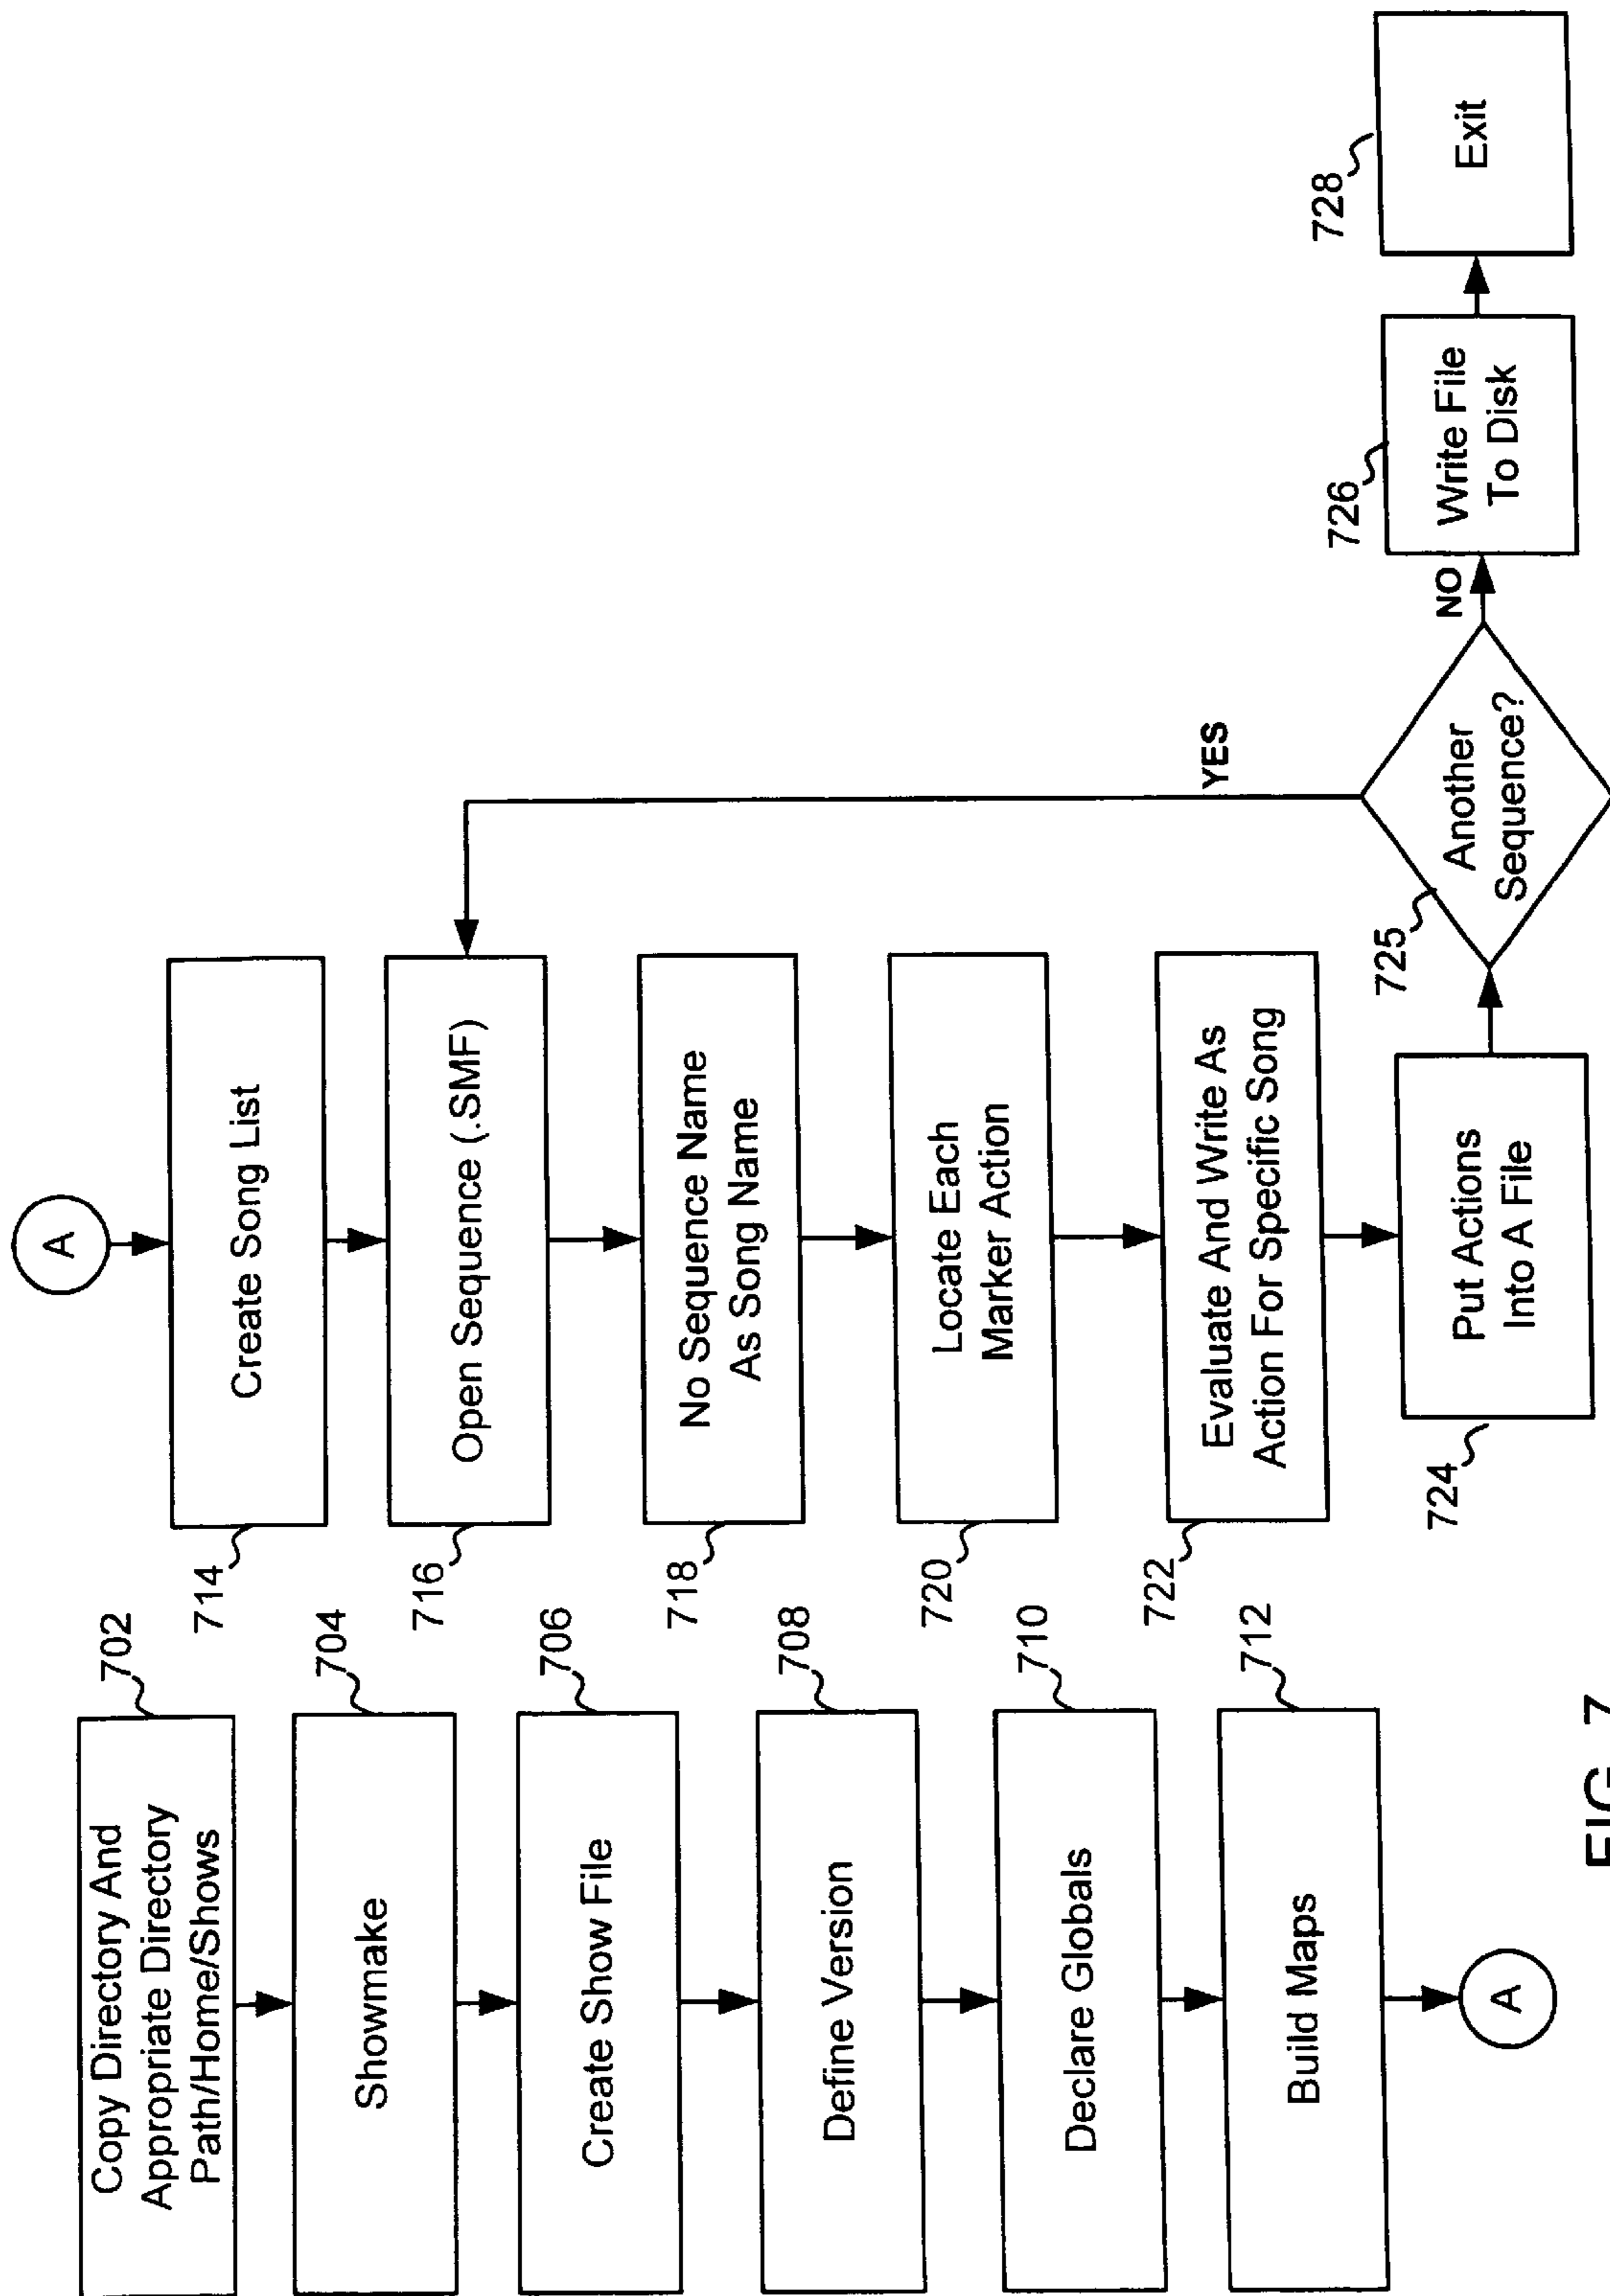 Copy Directory And
Appropriate Directory
Path/Home/Shows
702
Showmake
704
Create Show File
706
Define Version
708
Declare Globals
710
Build Maps
712
A
A
Create Song List
714
Open Sequence (.SMF)
716
No Sequence Name
As Song Name
718
Locate Each
Marker Action
720
Evaluate And Write As
Action For Specific Song
722
Put Actions
Into A File
724
Another
Sequence?
725
YES
NO
Write File
To Disk
726
Exit
728
FIG. 7